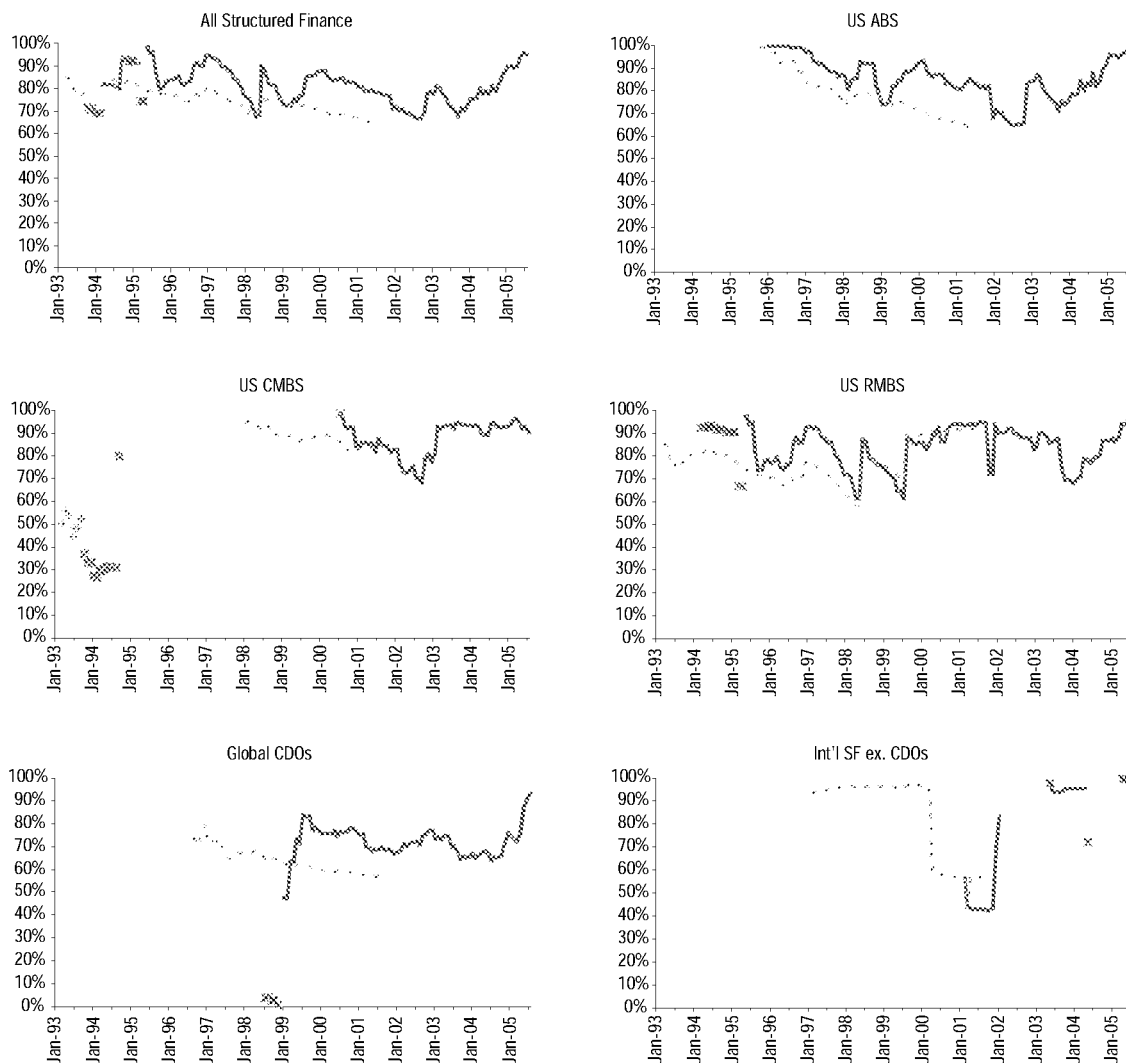 All Structured Finance
100%
90%
80%
70%
60%
50%
40%
30%
20%
10%
0%
Jan-93
Jan-94
Jan-95
Jan-96
Jan-97
Jan-98
Jan-99
Jan-00
Jan-01
Jan-02
Jan-03
Jan-04
Jan-05
US ABS
100%
90%
80%
70%
60%
50%
40%
30%
20%
10%
0%
Jan-93
Jan-94
Jan-95
Jan-96
Jan-97
Jan-98
Jan-99
Jan-00
Jan-01
Jan-02
Jan-03
Jan-04
Jan-05
US CMBS
100%
90%
80%
70%
60%
50%
40%
30%
20%
10%
0%
Jan-93
Jan-94
Jan-95
Jan-96
Jan-97
Jan-98
Jan-99
Jan-00
Jan-01
Jan-02
Jan-03
Jan-04
Jan-05
US RMBS
100%
90%
80%
70%
60%
50%
40%
30%
20%
10%
0%
Jan-93
Jan-94
Jan-95
Jan-96
Jan-97
Jan-98
Jan-99
Jan-00
Jan-01
Jan-02
Jan-03
Jan-04
Jan-05
Global CDOs
100%
90%
80%
70%
60%
50%
40%
30%
20%
10%
0%
Jan-93
Jan-94
Jan-95
Jan-96
Jan-97
Jan-98
Jan-99
Jan-00
Jan-01
Jan-02
Jan-03
Jan-04
Jan-05
Int'l SF ex. CDOs
100%
90%
80%
70%
60%
50%
40%
30%
20%
10%
0%
Jan-93
Jan-94
Jan-95
Jan-96
Jan-97
Jan-98
Jan-99
Jan-00
Jan-01
Jan-02
Jan-03
Jan-04
Jan-05